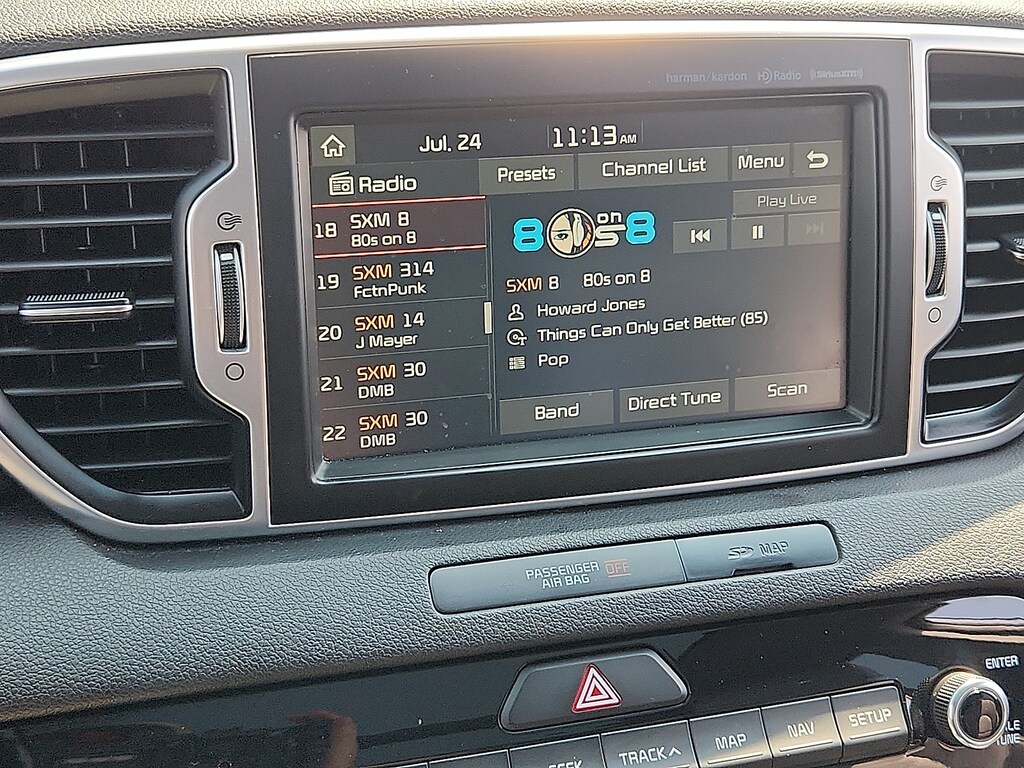 harman/kardon HD Radio ((SiriusXM))
Jul. 24 11:13 AM
Radio Presets Channel List Menu
Play Live
18 SXM 8
80s on 8
19 SXM 314
FctnPunk
20 SXM 14
J Mayer
21 SXM 30
DMB
22 SXM 30
DMB
8 on 8
SXM 8 80s on 8
Howard Jones
Things Can Only Get Better (85)
Pop
Band Direct Tune Scan
PASSENGER OFF
AIR BAG
SD MAP
ENTER
TRACK MAP NAV SETUP
TUNE